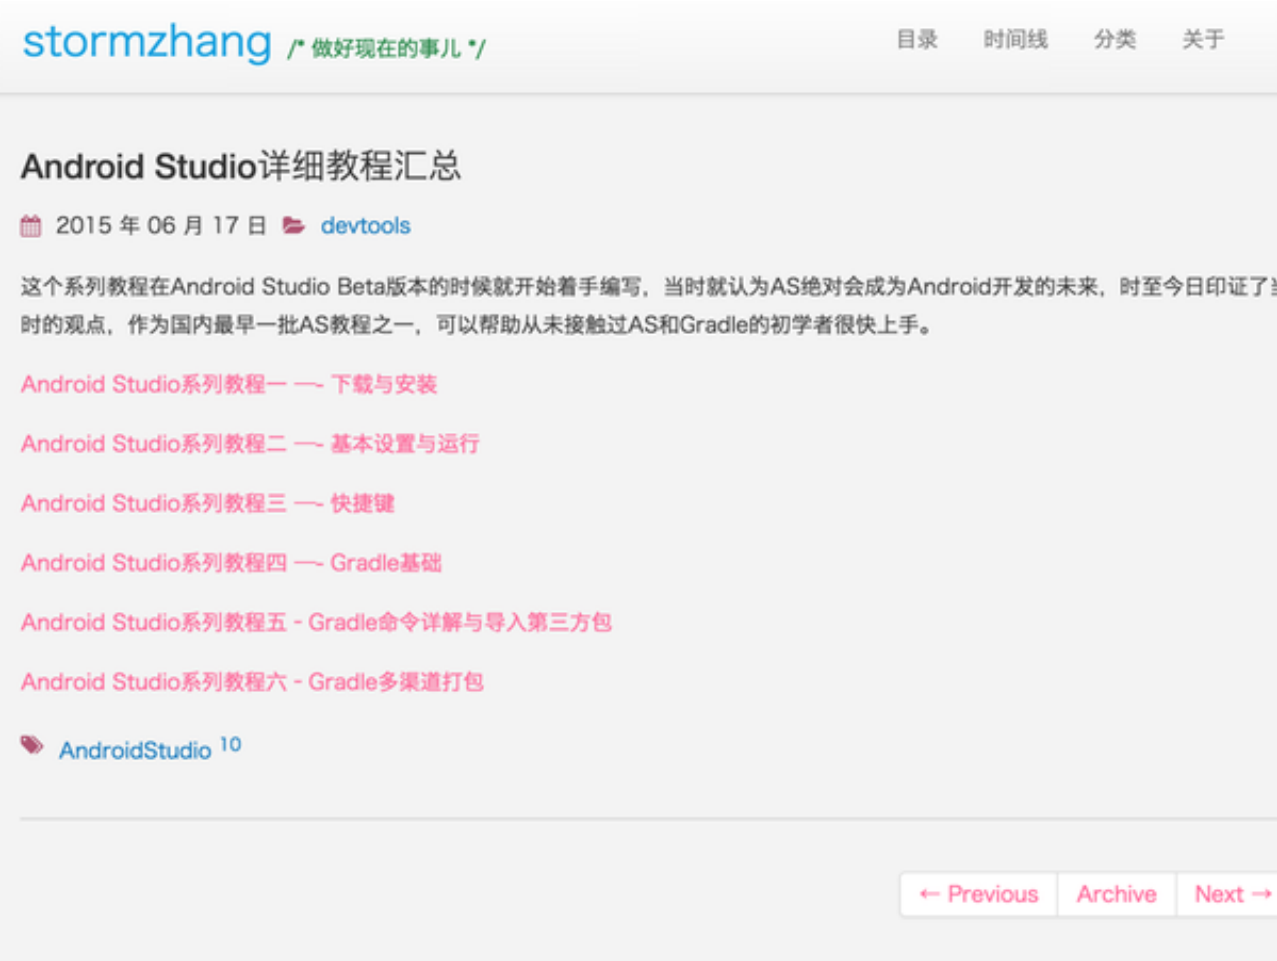 stormzhang /* 做好现在的事儿 */
目录 时间线 分类 关于
Android Studio详细教程汇总
2015 年 06 月 17 日 devtools
这个系列教程在Android Studio Beta版本的时候就开始着手编写，当时就认为AS绝对会成为Android开发的未来，时至今日印证了当
时的观点，作为国内最早一批AS教程之一，可以帮助从未接触过AS和Gradle的初学者很快上手。
Android Studio系列教程一 —- 下载与安装
Android Studio系列教程二 —- 基本设置与运行
Android Studio系列教程三 —- 快捷键
Android Studio系列教程四 —- Gradle基础
Android Studio系列教程五 - Gradle命令详解与导入第三方包
Android Studio系列教程六 - Gradle多渠道打包
AndroidStudio 10
← Previous Archive Next →